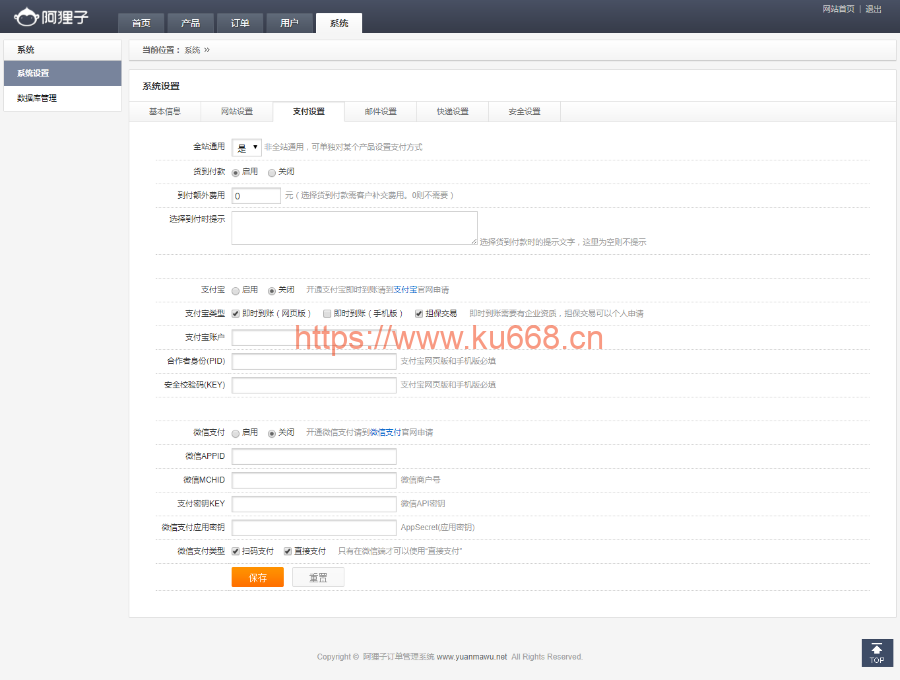 阿狸子
首页 产品 订单 用户 系统
网站首页 | 退出
系统
系统设置
数据库管理
当前位置： 系统 »
系统设置
基本信息 网站设置 支付设置 邮件设置 快递设置 安全设置
全站通用 是 非全站通用，可单独对某个产品设置支付方式
货到付款 启用 关闭
到付额外费用 0 元（选择货到付款需客户补交费用。0则不需要）
选择到付时提示 选择货到付款时的提示文字，这里为空则不提示
支付宝 启用 关闭 开通支付宝即时到账请到支付宝官网申请
支付宝类型 即时到账（网页版） 即时到账（手机版） 担保交易 即时到账需要有企业资质，担保交易可以个人申请
支付宝账户
https://www.ku668.cn
合作者身份(PID) 支付宝网页版和手机版必填
安全校验码(KEY) 支付宝网页版和手机版必填
微信支付 启用 关闭 开通微信支付请到微信支付官网申请
微信APPID
微信MCHID 微信商户号
支付密钥KEY 微信API密钥
微信支付应用密钥 AppSecret(应用密钥)
微信支付类型 扫码支付 直接支付 只有在微信端才可以使用"直接支付"
保存 重置
Copyright © 阿狸子订单管理系统 www.yuanmawu.net All Rights Reserved.
TOP